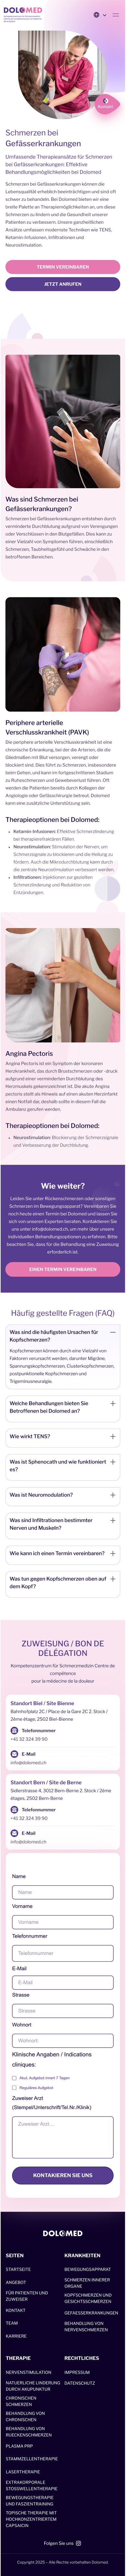 DOLOMED
Kontakt
Schmerzen bei
Gefässerkrankungen
Umfassende Therapieansätze für Schmerzen
bei Gefässerkrankungen: Effektive
Behandlungsmöglichkeiten bei Dolomed
Schmerzen bei Gefässerkrankungen können die
Lebensqualität erheblich beeinträchtigen und sind oft
schwer zu behandeln. Bei Dolomed bieten wir
spezialisierte Therapieansätze an, um diese
Schmerzen zu lindern und die Gesundheit unserer
Patienten zu verbessern. Unsere ganzheitlichen
Ansätze umfassen moderne Techniken wie TENS,
Ketamin-Infusionen, Infiltrationen und
Neurostimulation.
TERMIN VEREINBAREN
JETZT ANRUFEN
Was sind Schmerzen bei
Gefässerkrankungen?
Schmerzen bei Gefässerkrankungen entstehen durch
eine gestörte Durchblutung aufgrund von Verengungen
oder Verschlüssen in den Blutgefäßen. Dies kann zu
einer Vielzahl von Symptomen führen, einschließlich
Schmerzen, Taubheitsgefühl und Schwäche in den
betroffenen Bereichen.
Periphere arterielle
Verschlusskrankheit (PAVK)
Die periphere arterielle Verschlusskrankheit ist eine
chronische Erkrankung, bei der Arterien, die die
Gliedmaßen mit Blut versorgen, verengt oder
blockiert sind. Dies führt zu Schmerzen, insbesondere
beim Gehen, und kann im fortgeschrittenen Stadium
zu Gewebeschäden führen. Oft
werden die Patienten bereits durch Kollegen der
Angiologie oder Kardiologie betreut. Dolomed
kann eine zusätzliche Unterstützung sein.
Therapieoptionen bei Dolomed:
• Ketamin-Infusionen: Effektive Schmerzlinderung
bei therapierefraktären Fällen.
• Neurostimulation: Stimulation der Nerven, um
Schmerzen zu reduzieren und die Heilung zu
fördern. Auch die Mikrodurchblutung kann durch
die zentrale Neurostimulation verbessert werden.
• Infiltrationen: Injektionen zur gezielten
Schmerzlinderung und Reduktion von
Entzündungen.
Angina Pectoris
Angina Pectoris ist ein Symptom der koronaren
Herzkrankheit, das durch Brustschmerzen oder -druck
aufgrund einer verminderten Durchblutung des
Herzmuskels gekennzeichnet ist. Die akute Angina
pectoris stellt als Hinweis auf einen akuten Herzinfarkt
einen Notfall dar, deshalb sollte in diesem Fall die
Ambulanz gerufen werden.
Therapieoptionen bei Dolomed:
• Neurostimulation: Blockierung der Schmerzsignale
und Verbesserung der Durchblutung.
Wie weiter?
Leiden Sie unter Rückenschmerzen oder sonstigen
Schmerzen im Bewegungsapparat? Vereinbaren Sie
noch heute einen Termin bei Dolomed und lassen Sie
sich von unseren Experten beraten. Kontaktieren Sie
uns unter info@dolomed.ch, um mehr über unsere
individuellen Behandlungsoptionen zu erfahren. Bitte
beachten Sie, dass für die Behandlung eine Zuweisung
erforderlich ist.
EINEN TERMIN VEREINBAREN
Häufig gestellte Fragen (FAQ)
Was sind die häufigsten Ursachen für
Kopfschmerzen?
Kopfschmerzen können durch eine Vielzahl von
Faktoren verursacht werden, darunter Migräne,
Spannungskopfschmerzen, Clusterkopfschmerzen,
postpunktionelle Kopfschmerzen und
Trigeminusneuralgie.
Welche Behandlungen bieten Sie
Betroffenen bei Dolomed an?
Wie wirkt TENS?
Was ist Sphenocath und wie funktioniert
es?
Was ist Neuromodulation?
Wie sind Infiltrationen bestimmter
Nerven und Muskeln?
Wie kann ich einen Termin vereinbaren?
Was tun gegen Kopfschmerzen oben auf
dem Kopf?
ZUWEISUNG / BON DE
DÉLÉGATION
Kompetenzzentrum für Schmerzmedizin Centre de
compétence
pour la médecine de la douleur
Standort Biel / Site Bienne
Bahnhofplatz 2C / Place de la Gare 2C 2. Stock /
2ème étage, 2502 Biel-Bienne
Telefonnummer
+41 32 324 39 90
E-Mail
info@dolomed.ch
Standort Bern / Site de Berne
Seilerstrasse 4, 3012 Bern-Berne 2. Stock / 2ème
étages, 2502 Bern-Berne
Telefonnummer
+41 32 324 39 90
E-Mail
info@dolomed.ch
Name
Name
Vorname
Vorname
Telefonnummer
Telefonnummer
E-Mail
E-Mail
Strasse
Strasse
Wohnort
Wohnort
Klinische Angaben / Indications
cliniques:
Akut, Aufgebot innert 7 Tagen
Reguläres Aufgebot
Zuweiser Arzt
(Stempel/Unterschrift/Tel.Nr./Klinik)
Zuweiser Arzt...
KONTAKIEREN SIE UNS
DOLOMED
SEITEN
STARTSEITE
ANGEBOT
FÜR PATIENTEN UND
ZUWEISER
KONTAKT
TEAM
KARRIERE
KRANKHEITEN
BEWEGUNGSAPPARAT
SCHMERZEN INNERER
ORGANE
KOPFSCHMERZEN UND
GESICHTSSCHMERZEN
GEFÄSSERKRANKUNGEN
BEHANDLUNG VON
NERVENSCHMERZEN
THERAPIE
NERVENSTIMULATION
NATUERLICHE LINDERUNG
DURCH AKUPUNKTUR
CHRONISCHEN
SCHMERZEN
BEHANDLUNG VON
CHRONISCHEN
BEHANDLUNG VON
RUECKENSCHMERZEN
PLASMA PRP
STAMMZELLENTHERAPIE
LASERTHERAPIE
EXTRAKORPORALE
STOSSWELLENTHERAPIE
BEWEGUNGSTHERAPIE
UND FASZIENTRAINING
TOPISCHE THERAPIE MIT
HOCHKONZENTRIERTEM
CAPSAICIN
RECHTLICHES
IMPRESSUM
DATENSCHUTZ
Folgen Sie uns
Copyright 2025 - Alle Rechte vorbehalten Dolomed.